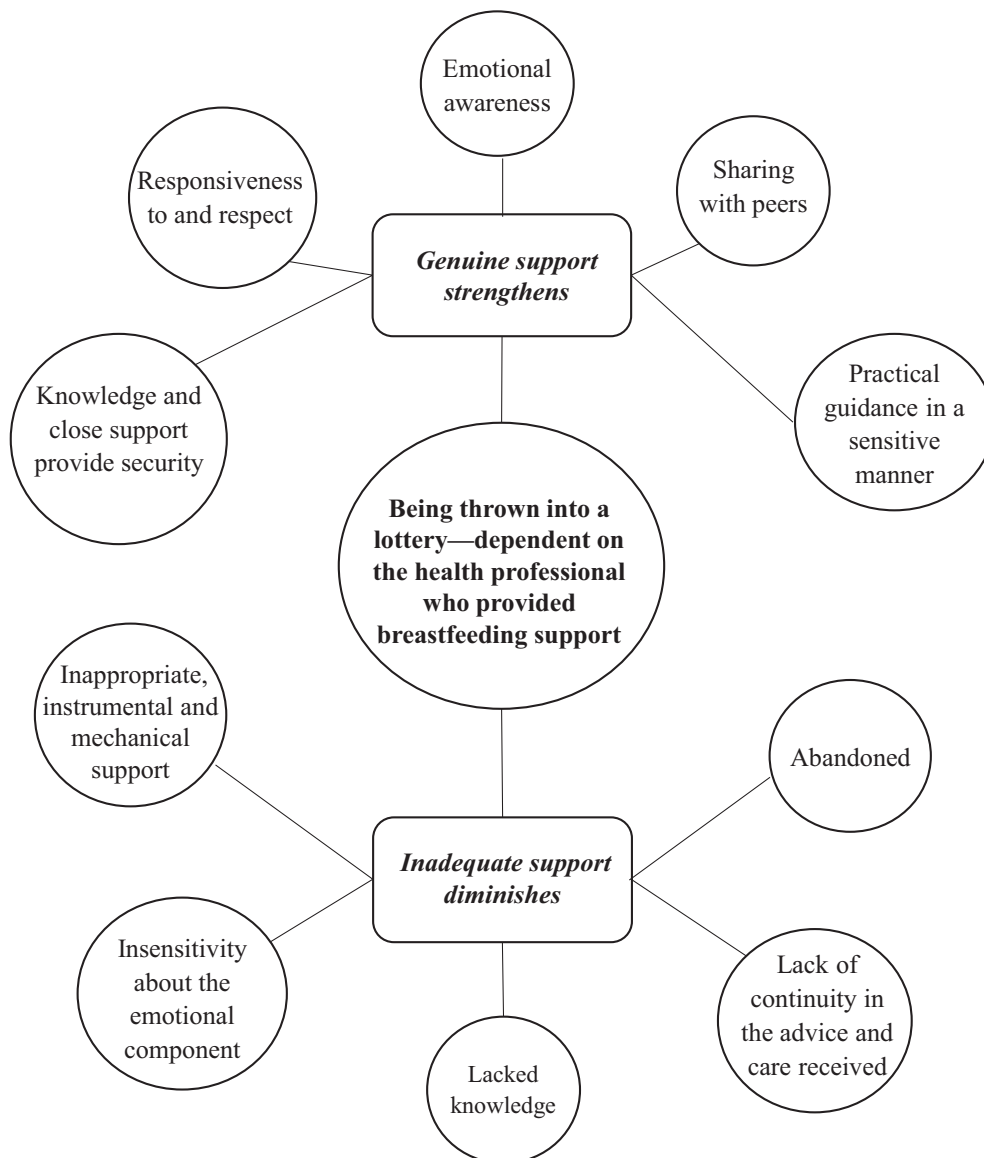 Emotional
awareness
Responsiveness
to and respect
Sharing
with peers
Genuine support
strengthens
Knowledge and
close support
provide security
Practical
guidance in a
sensitive
manner
Being thrown into a
lottery—dependent on
the health professional
who provided
breastfeeding support
Inappropriate,
instrumental and
mechanical
support
Abandoned
Inadequate support
diminishes
Insensitivity
about the
emotional
component
Lack of
continuity in
the advice and
care received
Lacked
knowledge